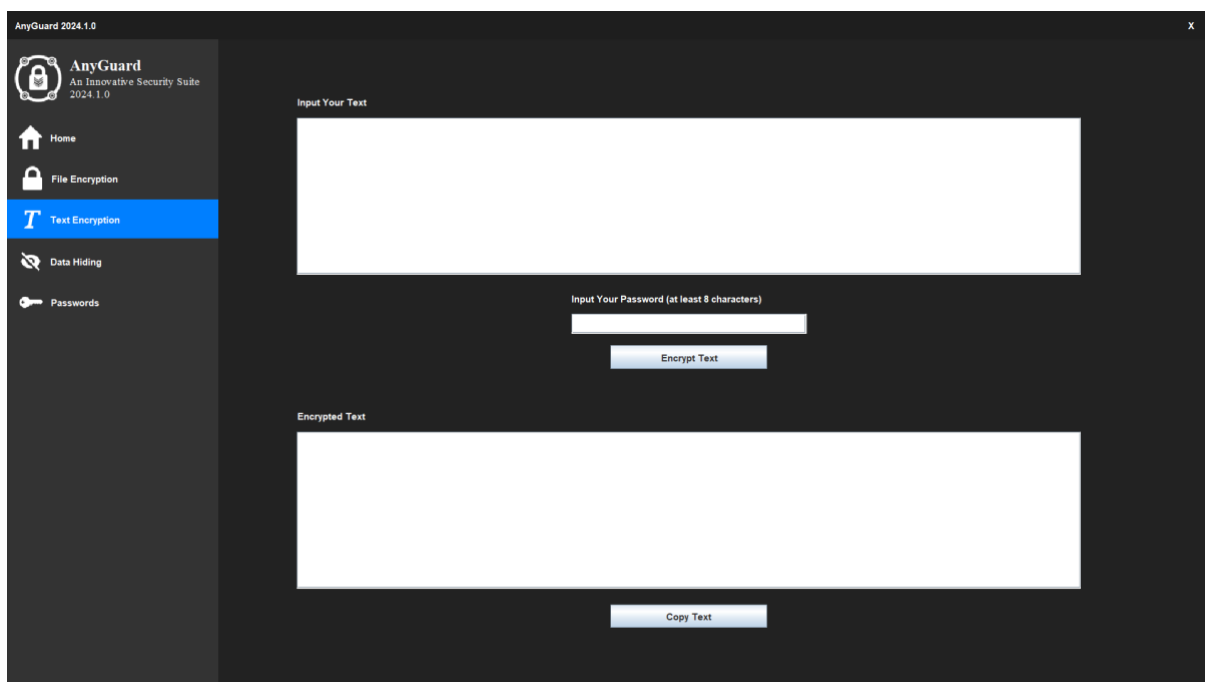 AnyGuard 2024.1.0
X
AnyGuard
An Innovative Security Suite
2024.1.0
Home
File Encryption
Text Encryption
Data Hiding
Passwords
Input Your Text
Input Your Password (at least 8 characters)
Encrypt Text
Encrypted Text
Copy Text